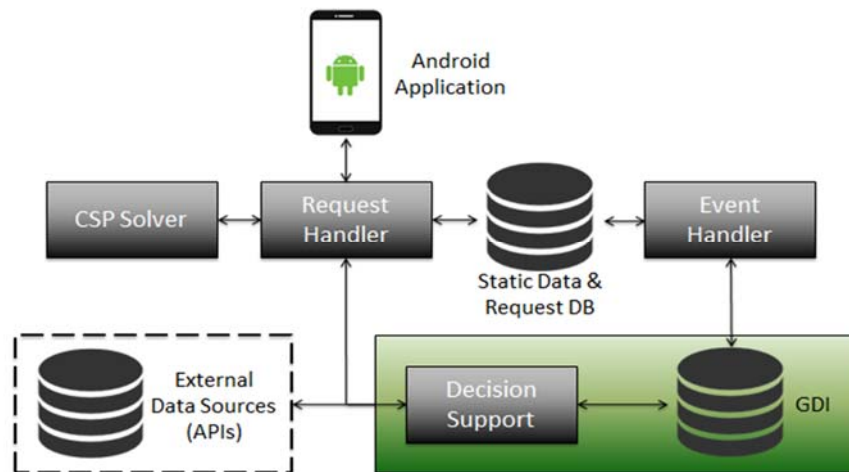 Android
Application
CSP Solver
Request
Handler
Event
Handler
Static Data &
Request DB
External
Data Sources
(APIs)
Decision
Support
GDI